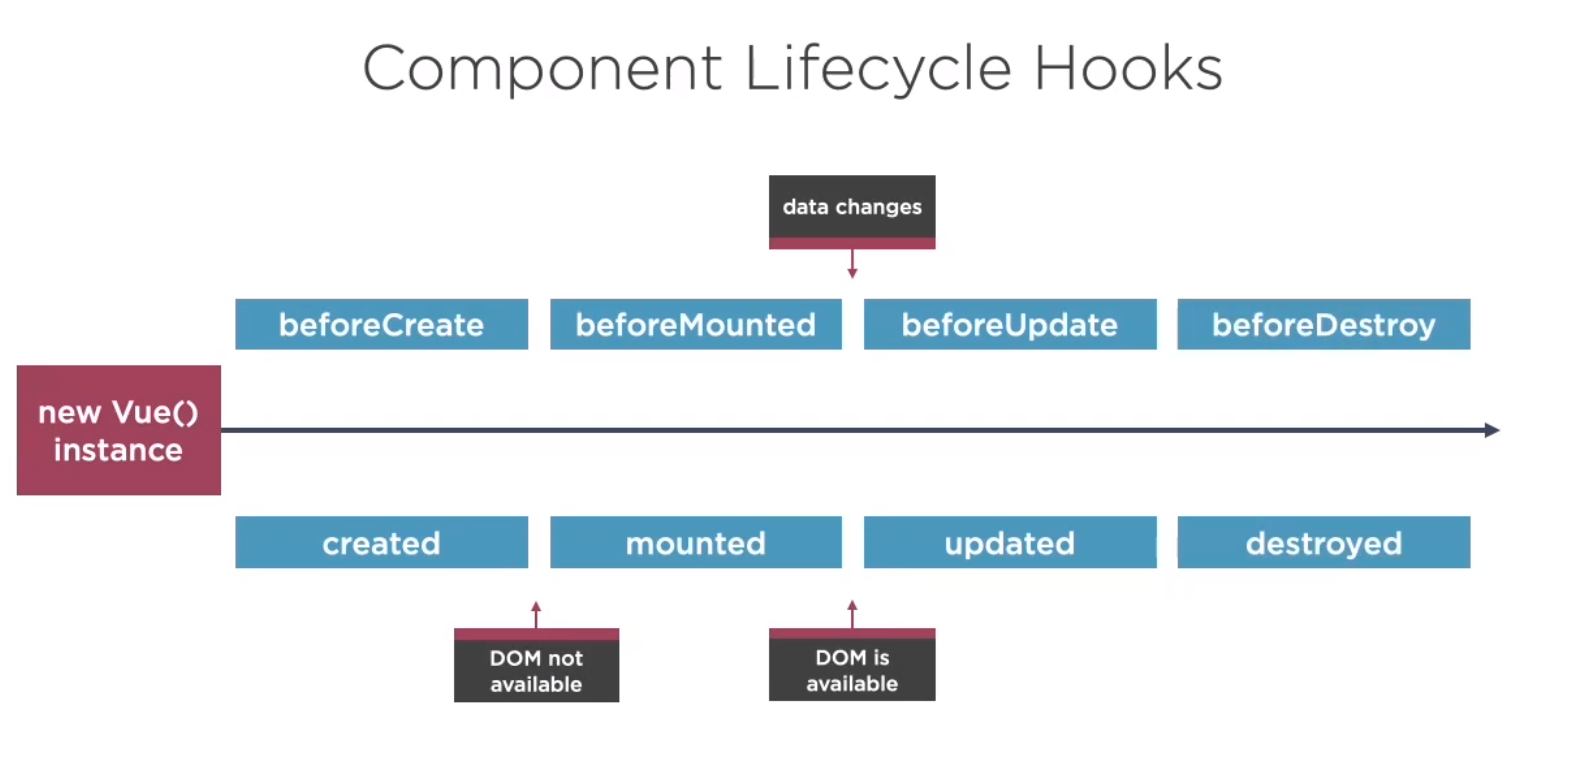 Component Lifecycle Hooks
data changes
beforeCreate
beforeMounted
beforeUpdate
beforeDestroy
new Vue()
instance
created
mounted
updated
destroyed
DOM not
available
DOM is
available